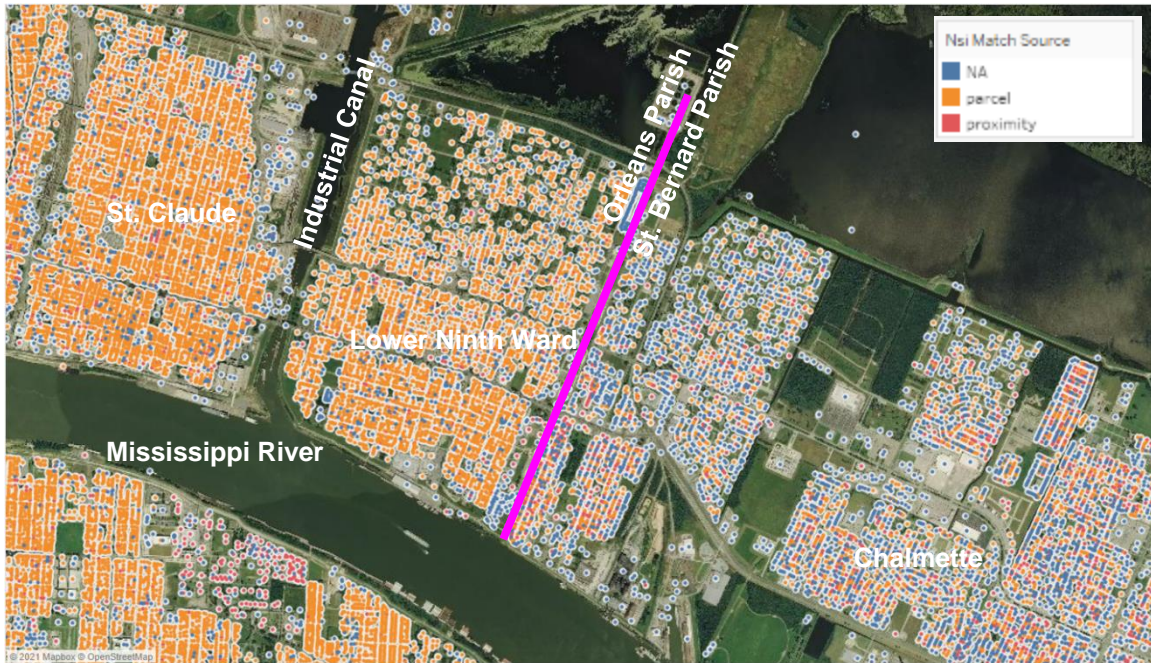 Nsi Match Source
NA
parcel
proximity
Orleans Parish
St. Bernard Parish
Industrial Canal
St. Claude
Lower Ninth Ward
Mississippi River
Chalmette
© 2021 Mapbox © OpenStreetMap